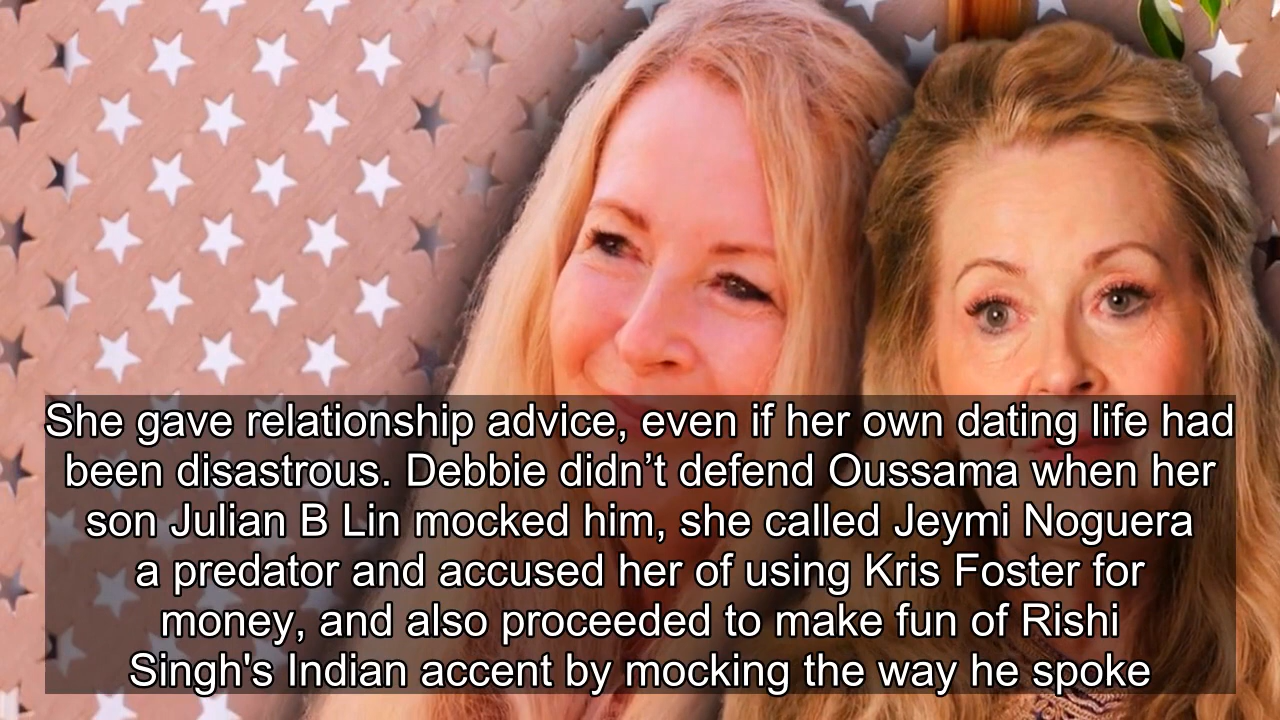 She gave relationship advice, even if her own dating life had
been disastrous. Debbie didn’t defend Oussama when her
son Julian B Lin mocked him, she called Jeymi Noguera
a predator and accused her of using Kris Foster for
money, and also proceeded to make fun of Rishi
Singh's Indian accent by mocking the way he spoke